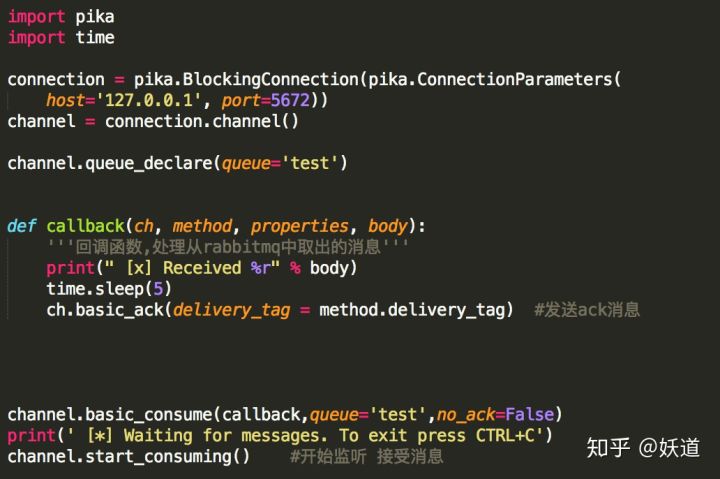 import pika
import time
connection = pika.BlockingConnection(pika.ConnectionParameters(
    host='127.0.0.1', port=5672))
channel = connection.channel()
channel.queue_declare(queue='test')
def callback(ch, method, properties, body):
    '''回调函数,处理从rabbitmq中取出的消息'''
    print(" [x] Received %r" % body)
    time.sleep(5)
    ch.basic_ack(delivery_tag = method.delivery_tag)  #发送ack消息
channel.basic_consume(callback,queue='test',no_ack=False)
print(' [*] Waiting for messages. To exit press CTRL+C')
channel.start_consuming()    #开始监听 接受消息
知乎 @妖道